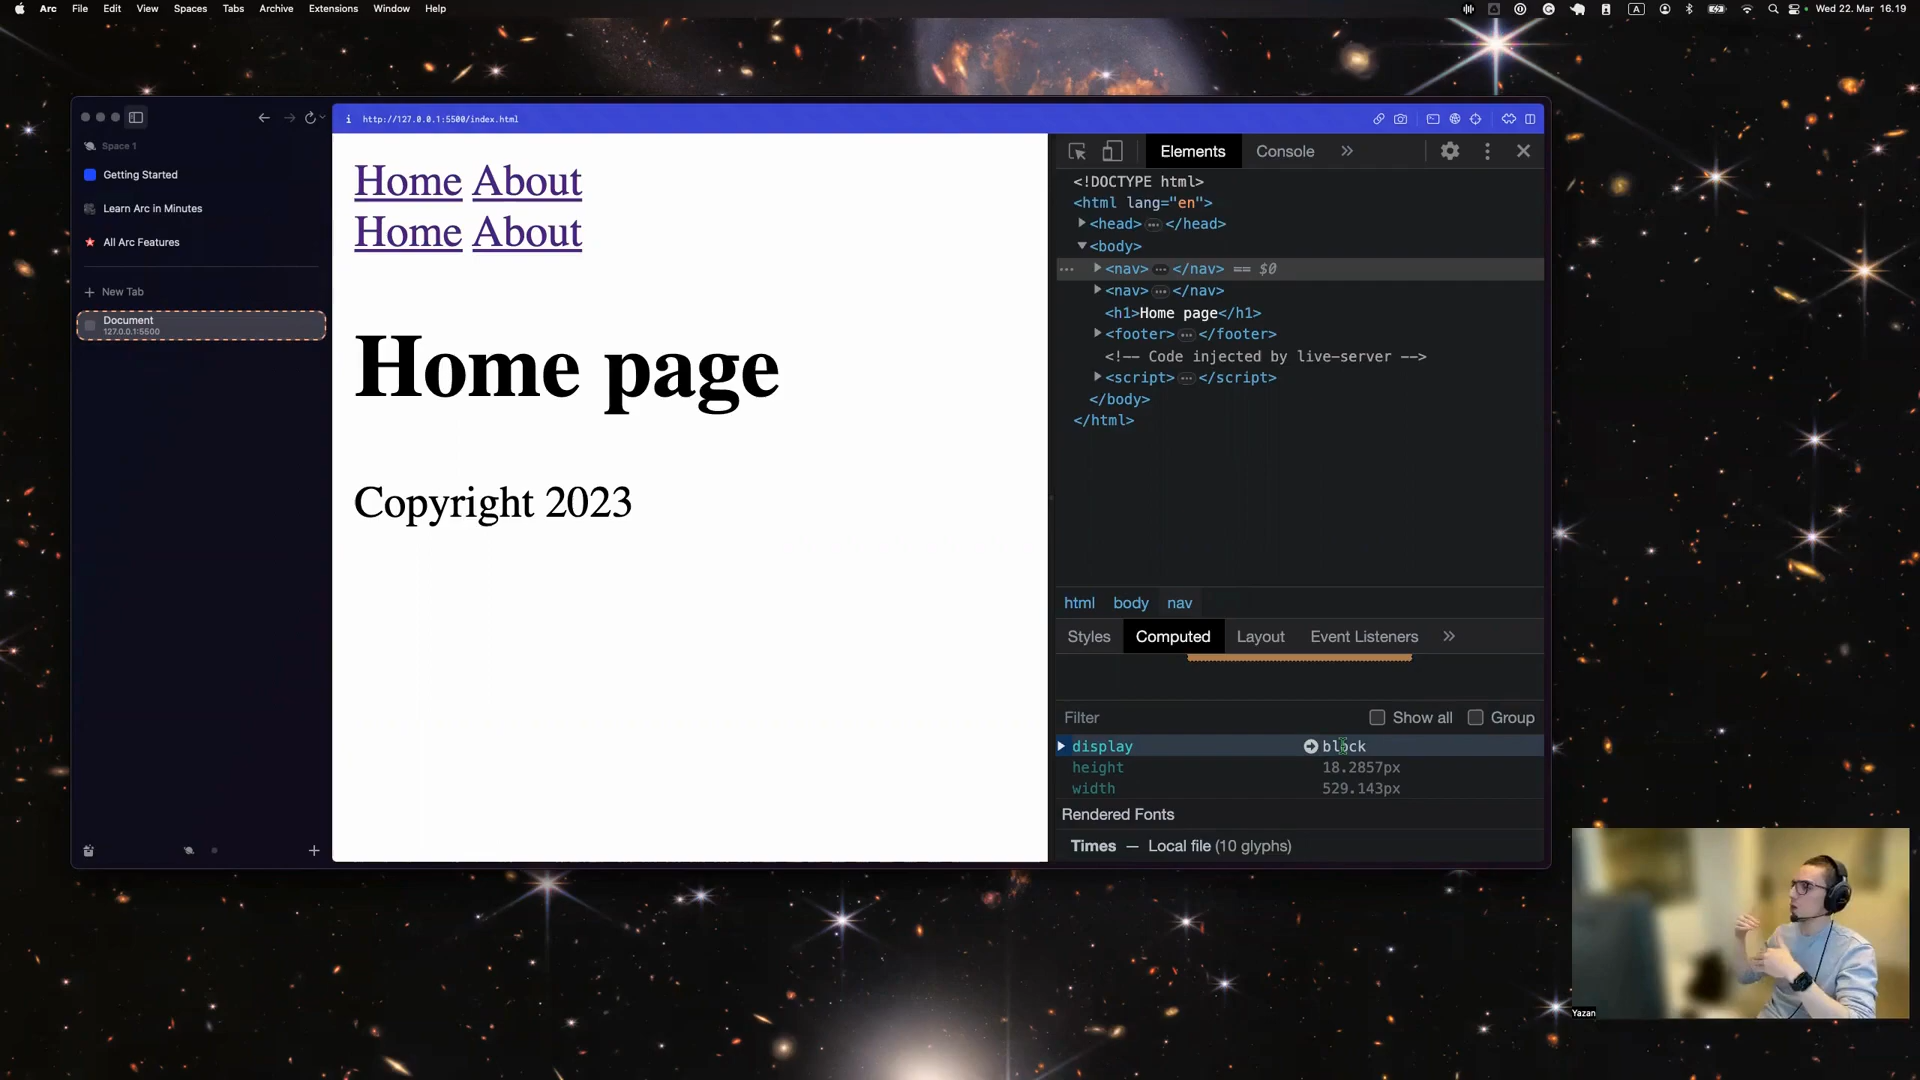 Arc File Edit View Spaces Tabs Archive Extensions Window Help
A Wed 22. Mar 16.19
http://127.0.0.1:5500/index.html
Space 1
Getting Started
Learn Arc in Minutes
All Arc Features
New Tab
Document
127.0.0.1:5500
Home About
Home About
Home page
Copyright 2023
Elements Console
<!DOCTYPE html>
<html lang="en">
<head> … </head>
<body>
… <nav> … </nav> == $0
<nav> … </nav>
<h1>Home page</h1>
<footer> … </footer>
<!-- Code injected by live-server -->
<script> … </script>
</body>
</html>
html body nav
Styles Computed Layout Event Listeners
Filter Show all Group
display block
height 18.2857px
width 529.143px
Rendered Fonts
Times — Local file (10 glyphs)
Yazan